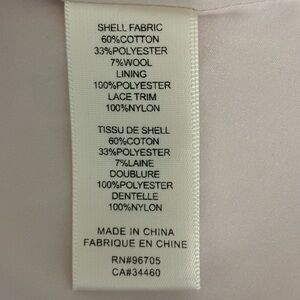 SHELL FABRIC
60%COTTON
33%POLYESTER
7%WOOL
LINING
100%POLYESTER
LACE TRIM
100%NYLON
TISSU DE SHELL
60%COTON
33%POLYESTER
7%LAINE
DOUBLURE
100%POLYESTER
DENTELLE
100%NYLON
MADE IN CHINA
FABRIQUE EN CHINE
RN#96705
CA#34460